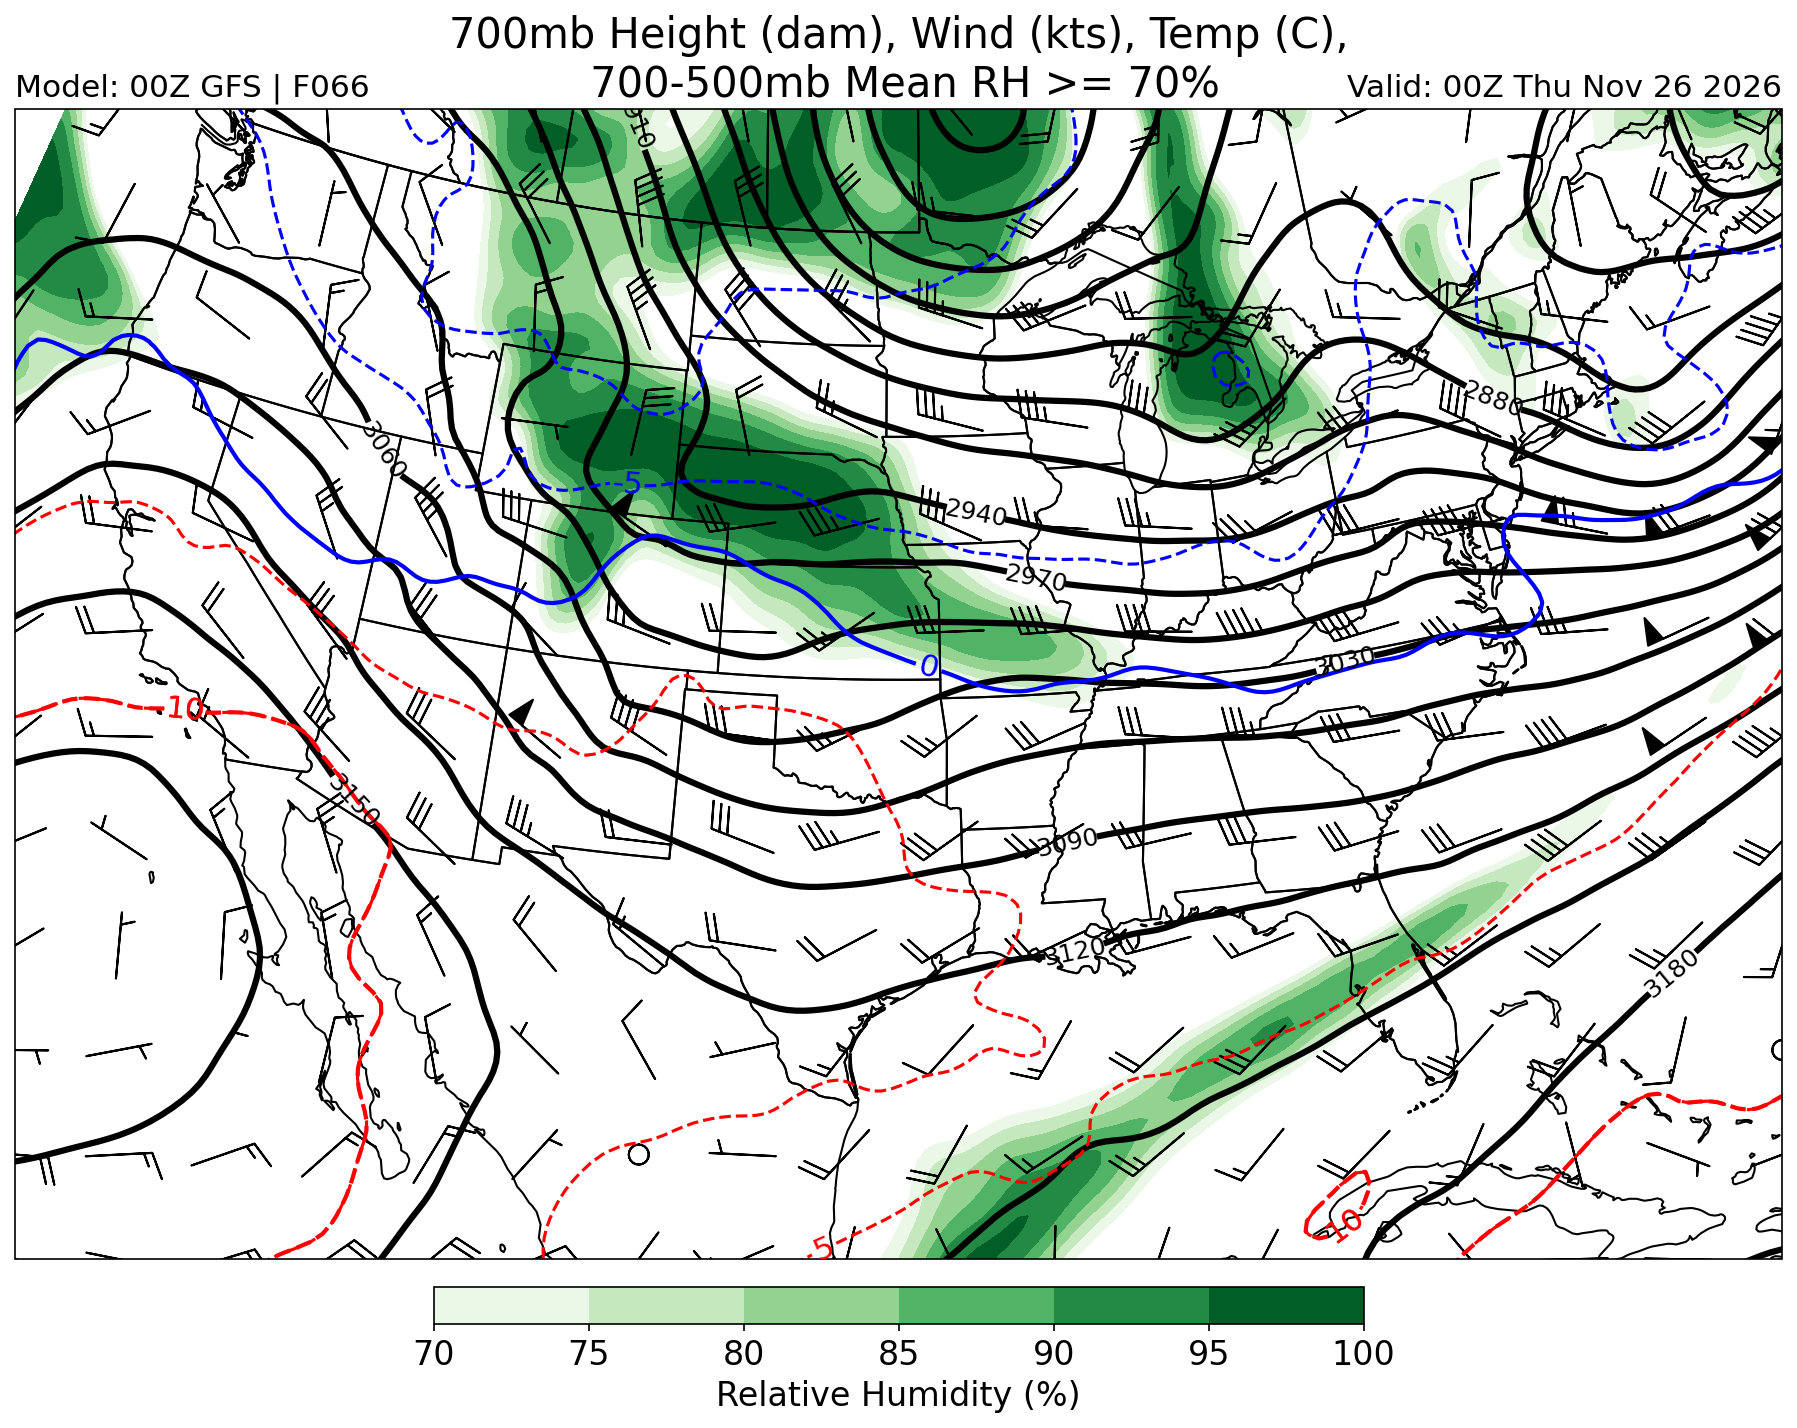 700mb Height (dam), Wind (kts), Temp (C),
700-500mb Mean RH >= 70%
Model: 00Z GFS | F066
Valid: 00Z Thu Nov 26 2026
2880
3060
5
2940
2970
0
3030
10
3150
3090
3120
3180
10
5
70 75 80 85 90 95 100
Relative Humidity (%)